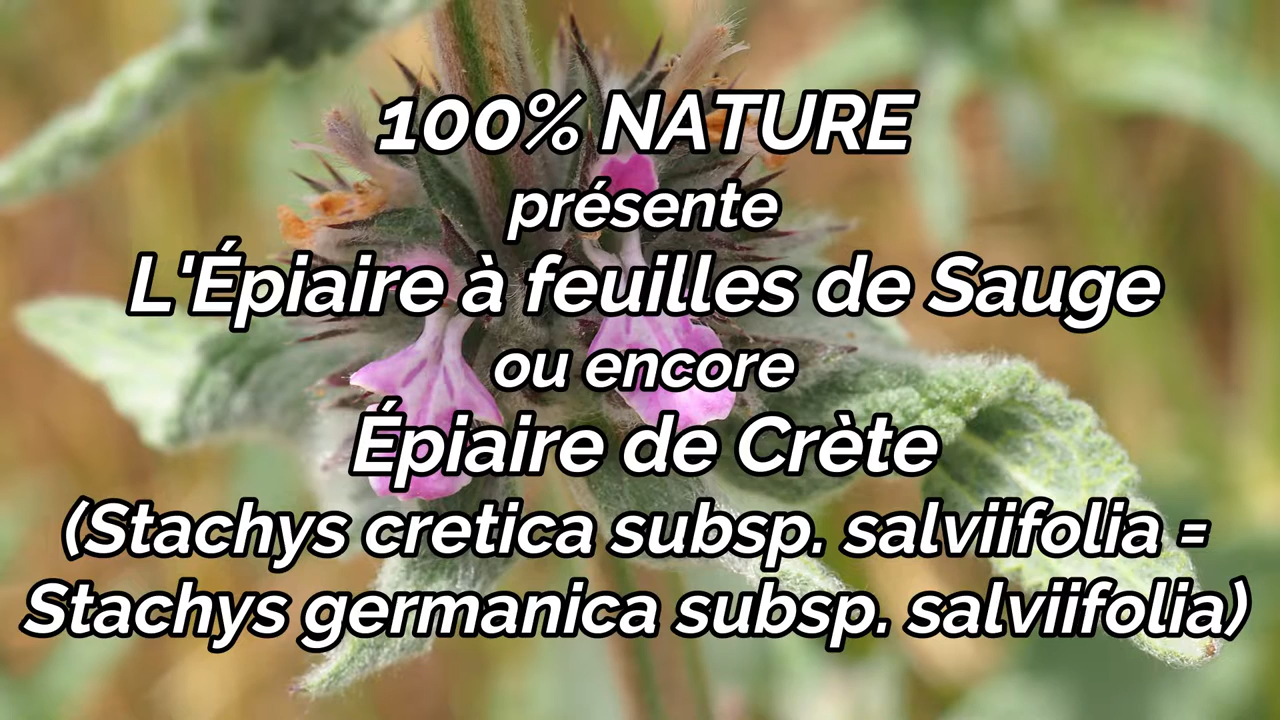 100% NATURE
présente
L'Épiaire à feuilles de Sauge
ou encore
Épiaire de Crète
(Stachys cretica subsp. salviifolia =
Stachys germanica subsp. salviifolia)